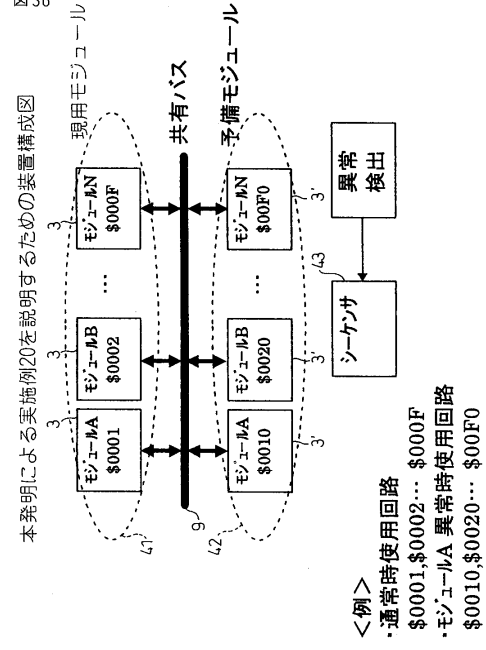 図36
本発明による実施例20を説明するための装置構成図
現用モジュール
41
3
モジュールA
$0001
3
モジュールB
$0002
...
3
モジュールN
$000F
9
共有バス
42
モジュールA
$0010
3'
モジュールB
$0020
3'
...
モジュールN
$00F0
3'
予備モジュール
シーケンサ
43
異常
検出
<例>
・通常時使用回路
$0001,$0002… $000F
・モジュールA 異常時使用回路
$0010,$0020… $00F0